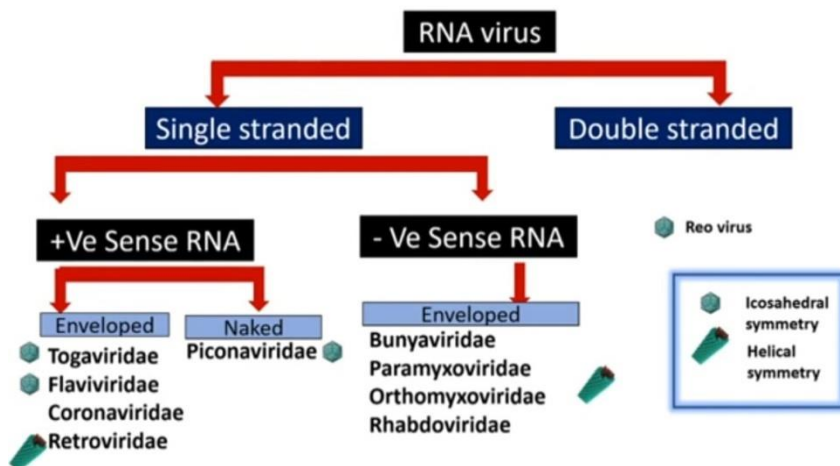 RNA virus
Single stranded
Double stranded
+Ve Sense RNA
- Ve Sense RNA
Reo virus
Enveloped
Togaviridae
Flaviviridae
Coronaviridae
Retroviridae
Naked
Piconaviridae
Enveloped
Bunyaviridae
Paramyxoviridae
Orthomyxoviridae
Rhabdoviridae
Icosahedral
symmetry
Helical
symmetry